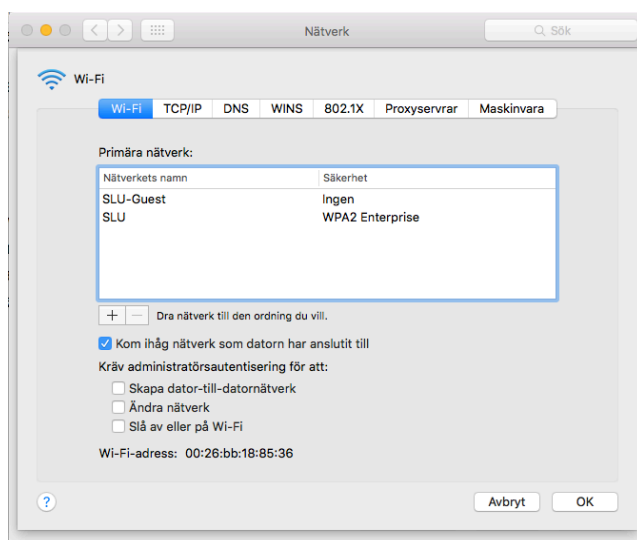 Nätverk
Sök
Wi-Fi
Wi-Fi TCP/IP DNS WINS 802.1X Proxyservrar Maskinvara
Primära nätverk:
Nätverkets namn Säkerhet
SLU-Guest Ingen
SLU WPA2 Enterprise
+ − Dra nätverk till den ordning du vill.
Kom ihåg nätverk som datorn har anslutit till
Kräv administratörsautentisering för att:
Skapa dator-till-datornätverk
Ändra nätverk
Slå av eller på Wi-Fi
Wi-Fi-adress: 00:26:bb:18:85:36
? Avbryt OK